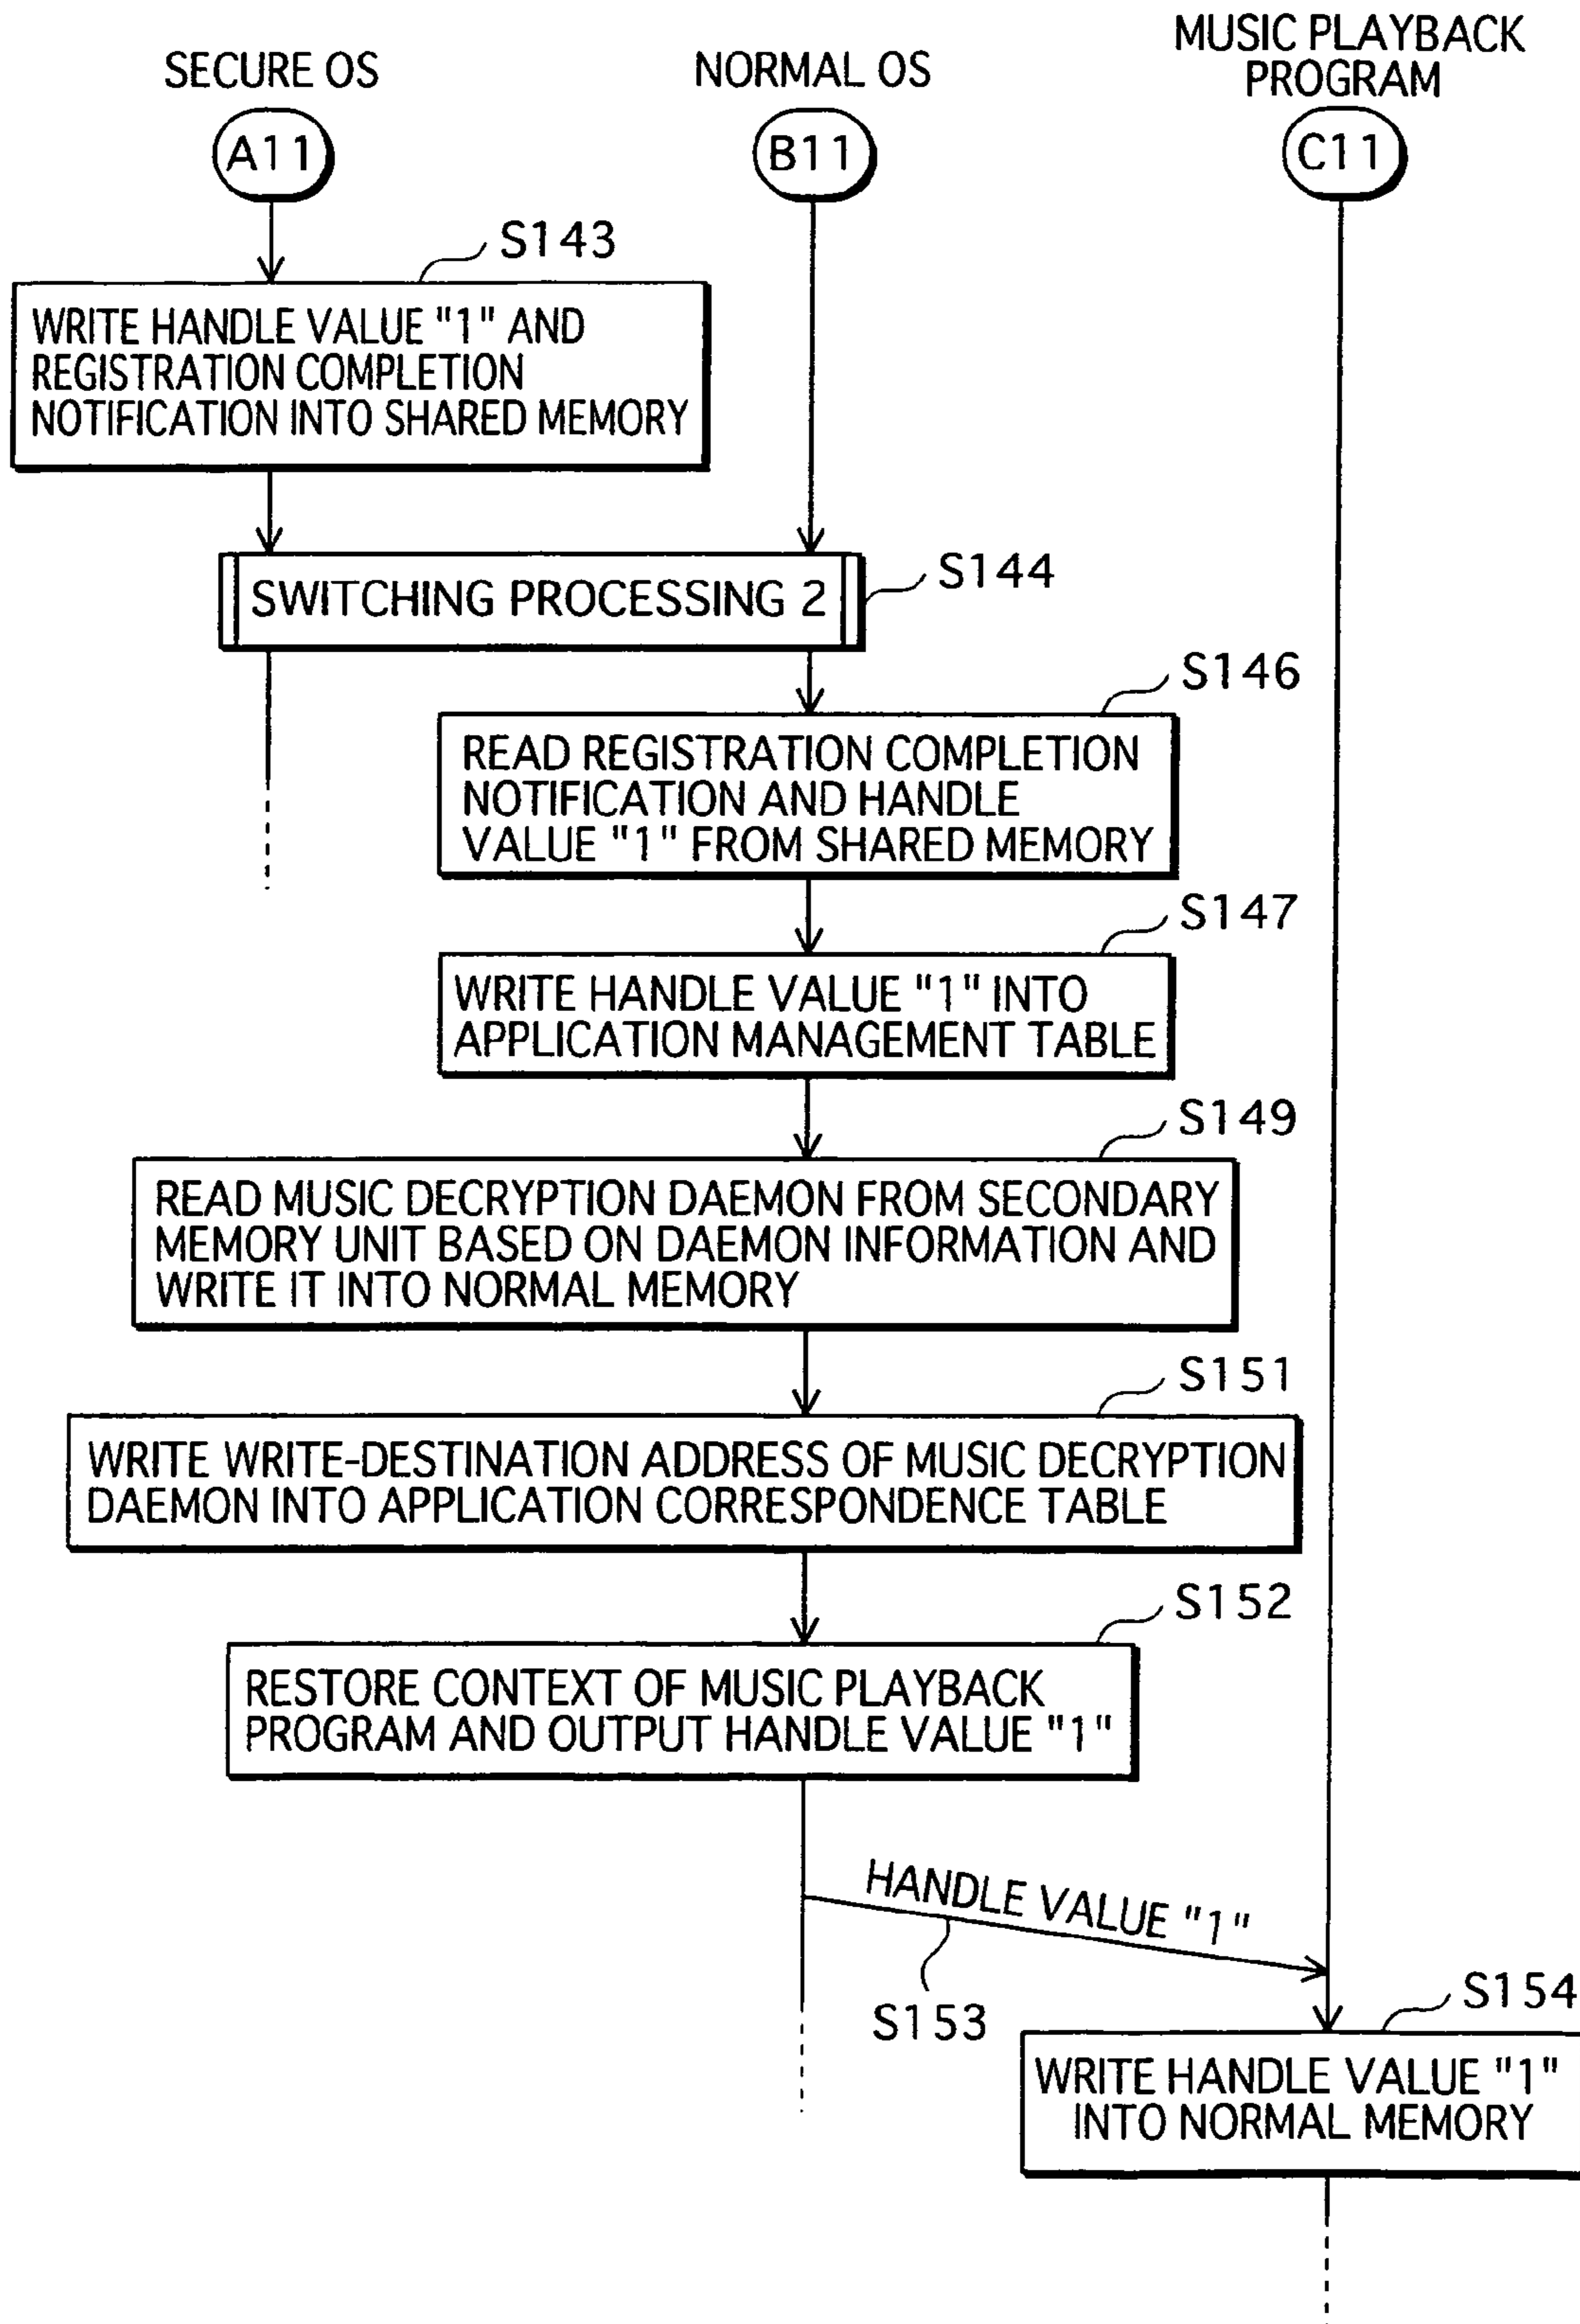 SECURE OS
NORMAL OS
MUSIC PLAYBACK
PROGRAM
A11
B11
C11
S143
WRITE HANDLE VALUE "1" AND
REGISTRATION COMPLETION
NOTIFICATION INTO SHARED MEMORY
SWITCHING PROCESSING 2
S144
S146
READ REGISTRATION COMPLETION
NOTIFICATION AND HANDLE
VALUE "1" FROM SHARED MEMORY
S147
WRITE HANDLE VALUE "1" INTO
APPLICATION MANAGEMENT TABLE
S149
READ MUSIC DECRYPTION DAEMON FROM SECONDARY
MEMORY UNIT BASED ON DAEMON INFORMATION AND
WRITE IT INTO NORMAL MEMORY
S151
WRITE WRITE-DESTINATION ADDRESS OF MUSIC DECRYPTION
DAEMON INTO APPLICATION CORRESPONDENCE TABLE
S152
RESTORE CONTEXT OF MUSIC PLAYBACK
PROGRAM AND OUTPUT HANDLE VALUE "1"
HANDLE VALUE "1"
S153
S154
WRITE HANDLE VALUE "1"
INTO NORMAL MEMORY